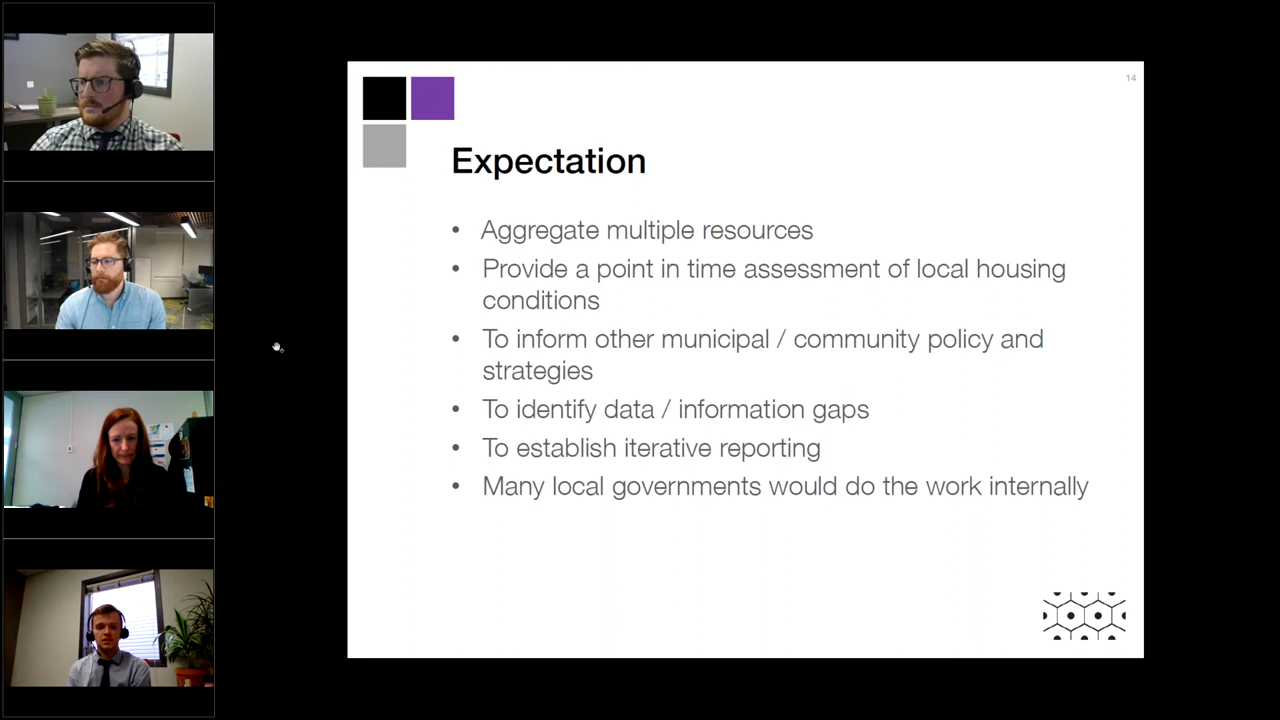 14
Expectation
• Aggregate multiple resources
• Provide a point in time assessment of local housing
conditions
• To inform other municipal / community policy and
strategies
• To identify data / information gaps
• To establish iterative reporting
• Many local governments would do the work internally